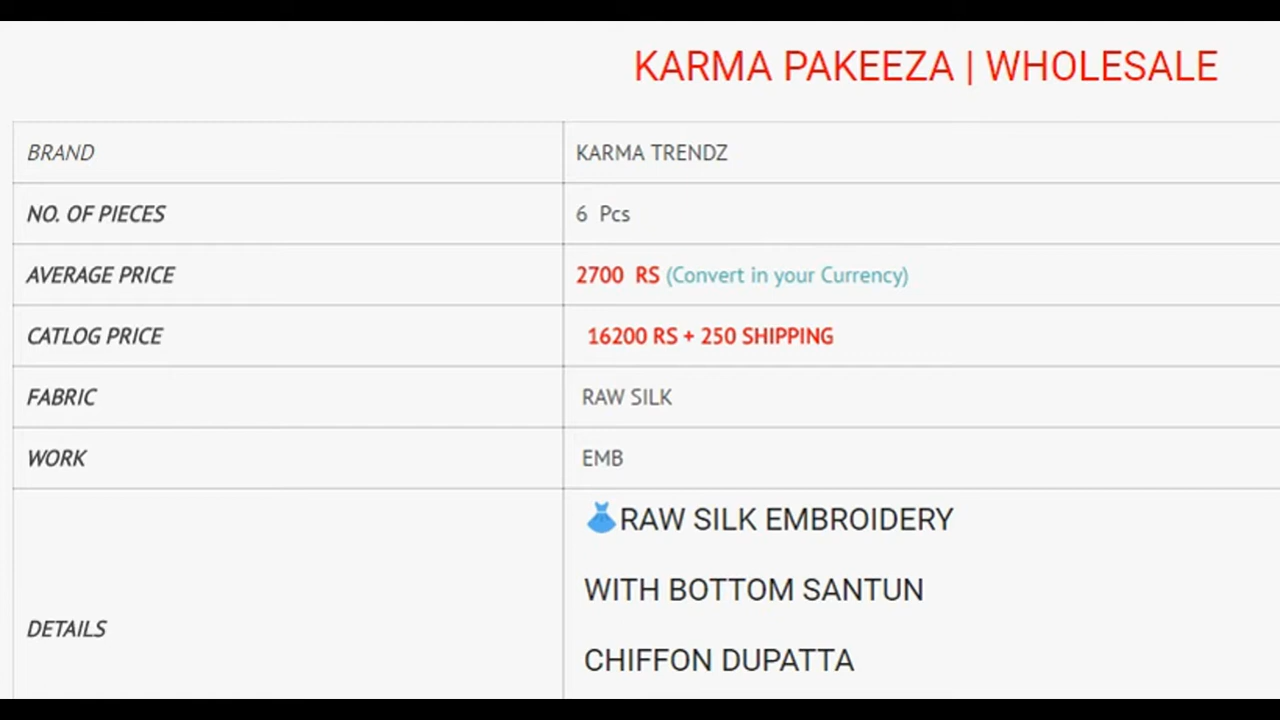 KARMA PAKEEZA | WHOLESALE
BRAND KARMA TRENDZ
NO. OF PIECES 6 Pcs
AVERAGE PRICE 2700 RS (Convert in your Currency)
CATLOG PRICE 16200 RS + 250 SHIPPING
FABRIC RAW SILK
WORK EMB
DETAILS RAW SILK EMBROIDERY
WITH BOTTOM SANTUN
CHIFFON DUPATTA